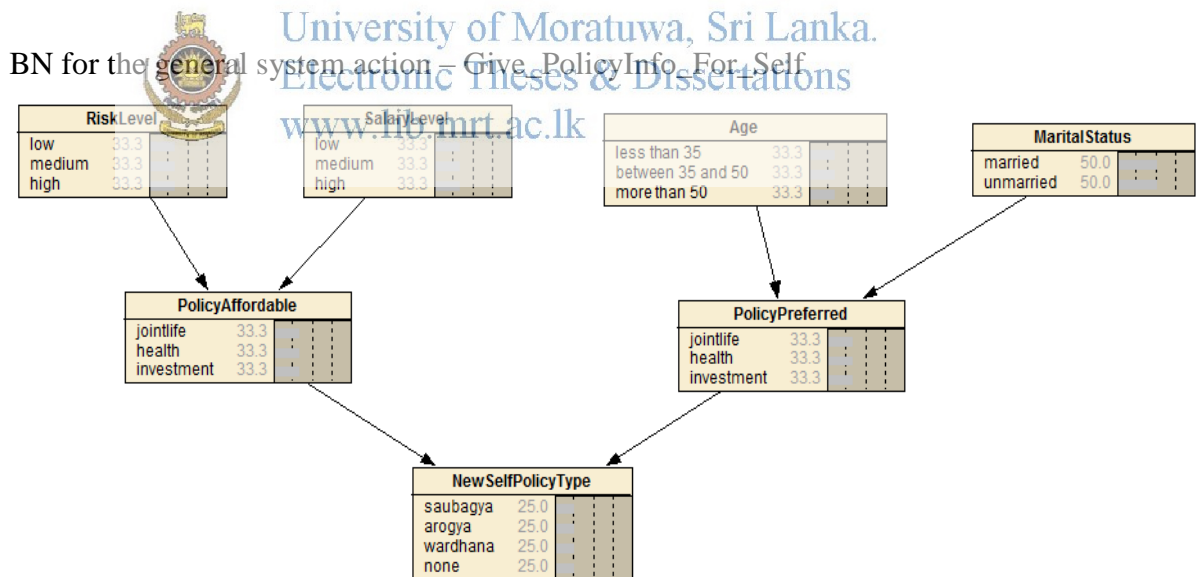 University of Moratuwa, Sri Lanka.
BN for the general system action – Give_PolicyInfo_For_Self
Electronic Theses & Dissertations
www.lib.mrt.ac.lk
RiskLevel
low 33.3
medium 33.3
high 33.3
SalaryLevel
low 33.3
medium 33.3
high 33.3
Age
less than 35 33.3
between 35 and 50 33.3
more than 50 33.3
MaritalStatus
married 50.0
unmarried 50.0
PolicyAffordable
jointlife 33.3
health 33.3
investment 33.3
PolicyPreferred
jointlife 33.3
health 33.3
investment 33.3
NewSelfPolicyType
saubagya 25.0
arogya 25.0
wardhana 25.0
none 25.0